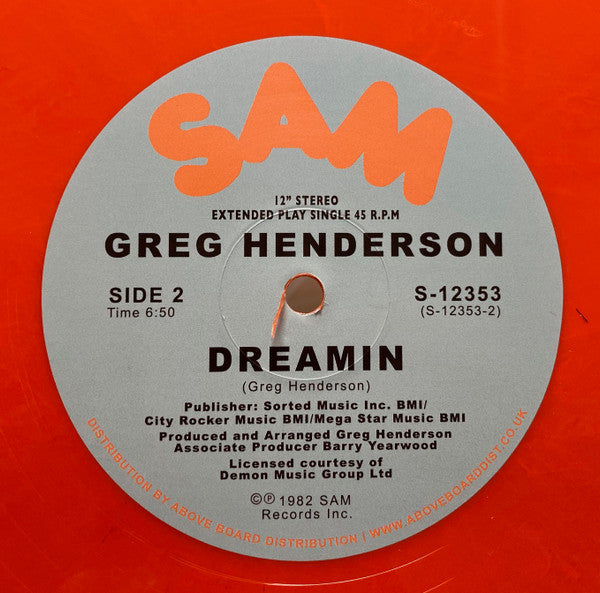 SAM
12” STEREO
EXTENDED PLAY SINGLE 45 R.P.M
GREG HENDERSON
SIDE 2
Time 6:50
S-12353
(S-12353-2)
DREAMIN
(Greg Henderson)
Publisher: Sorted Music Inc. BMI/
City Rocker Music BMI/Mega Star Music BMI
Produced and Arranged Greg Henderson
Associate Producer Barry Yearwood
Licensed courtesy of
Demon Music Group Ltd
©℗ 1982 SAM
Records Inc.
DISTRIBUTION BY ABOVE BOARD DISTRIBUTION | WWW.ABOVEBOARDDIST.CO.UK